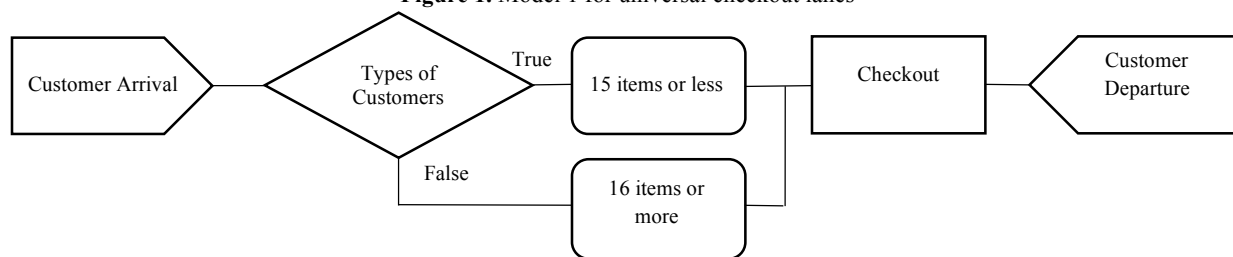 Figure 1. Model 1 for universal checkout lanes
Customer Arrival
Types of
Customers
True
15 items or less
Checkout
Customer
Departure
False
16 items or
more